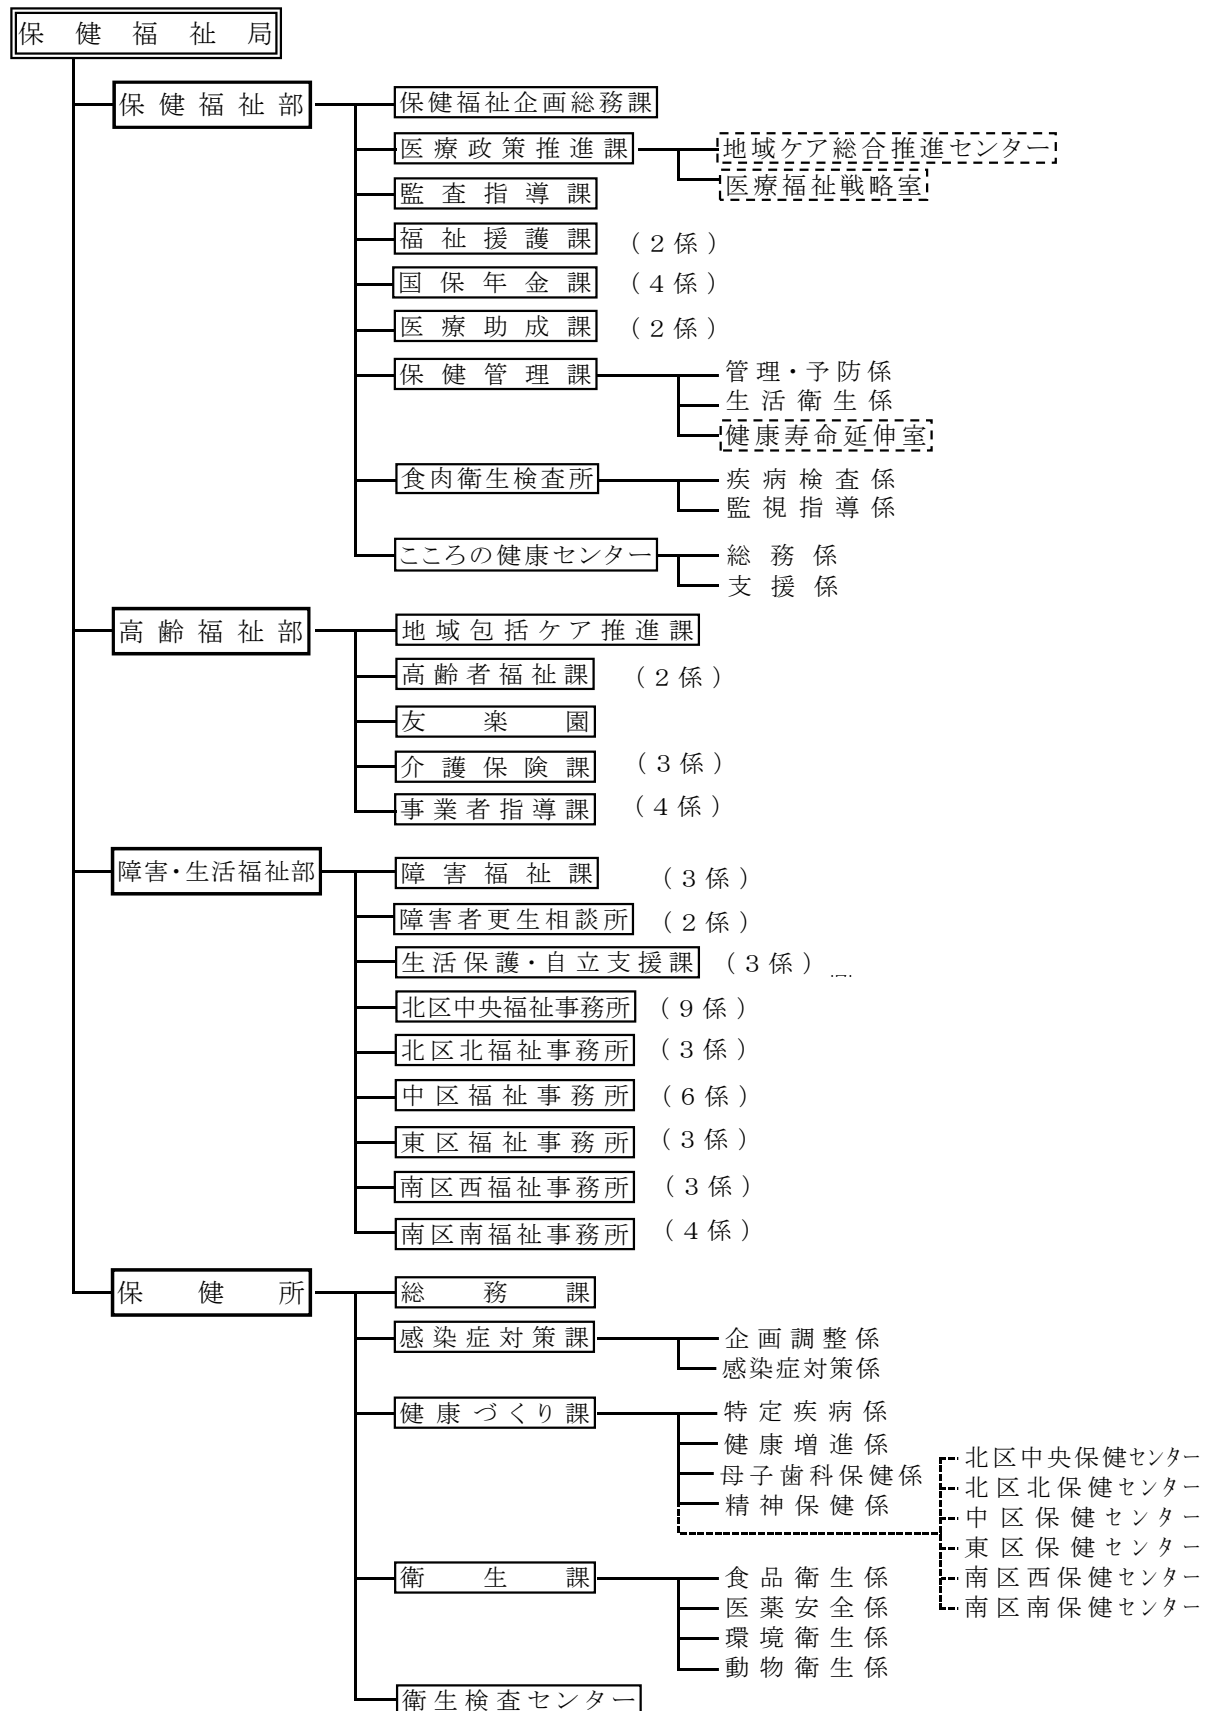 保健福祉局
保健福祉部
保健福祉企画総務課
医療政策推進課
地域ケア総合推進センター
医療福祉戦略室
監査指導課
福祉援護課 (2係)
国保年金課 (4係)
医療助成課 (2係)
保健管理課
管理・予防係
生活衛生係
健康寿命延伸室
食肉衛生検査所
疾病検査係
監視指導係
こころの健康センター
総務係
支援係
高齢福祉部
地域包括ケア推進課
高齢者福祉課 (2係)
友楽園
介護保険課 (3係)
事業者指導課 (4係)
障害・生活福祉部
障害福祉課 (3係)
障害者更生相談所 (2係)
生活保護・自立支援課 (3係)
北区中央福祉事務所 (9係)
北区北福祉事務所 (3係)
中区福祉事務所 (6係)
東区福祉事務所 (3係)
南区西福祉事務所 (3係)
南区南福祉事務所 (4係)
保健所
総務課
感染症対策課
企画調整係
感染症対策係
健康づくり課
特定疾病係
健康増進係
母子歯科保健係
精神保健係
北区中央保健センター
北区北保健センター
中区保健センター
東区保健センター
南区西保健センター
南区南保健センター
衛生課
食品衛生係
医薬安全係
環境衛生係
動物衛生係
衛生検査センター